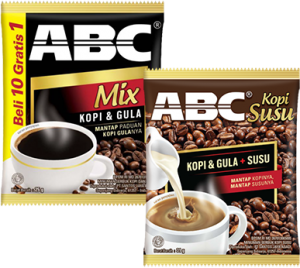 Beli 10 Gratis 1
ABC®
Mix
KOPI & GULA
MANTAP PADUAN
KOPI GULANYA
ABC®
Kopi
Susu
KOPI & GULA + SUSU
MANTAP KOPINYA,
MANTAP SUSUNYA